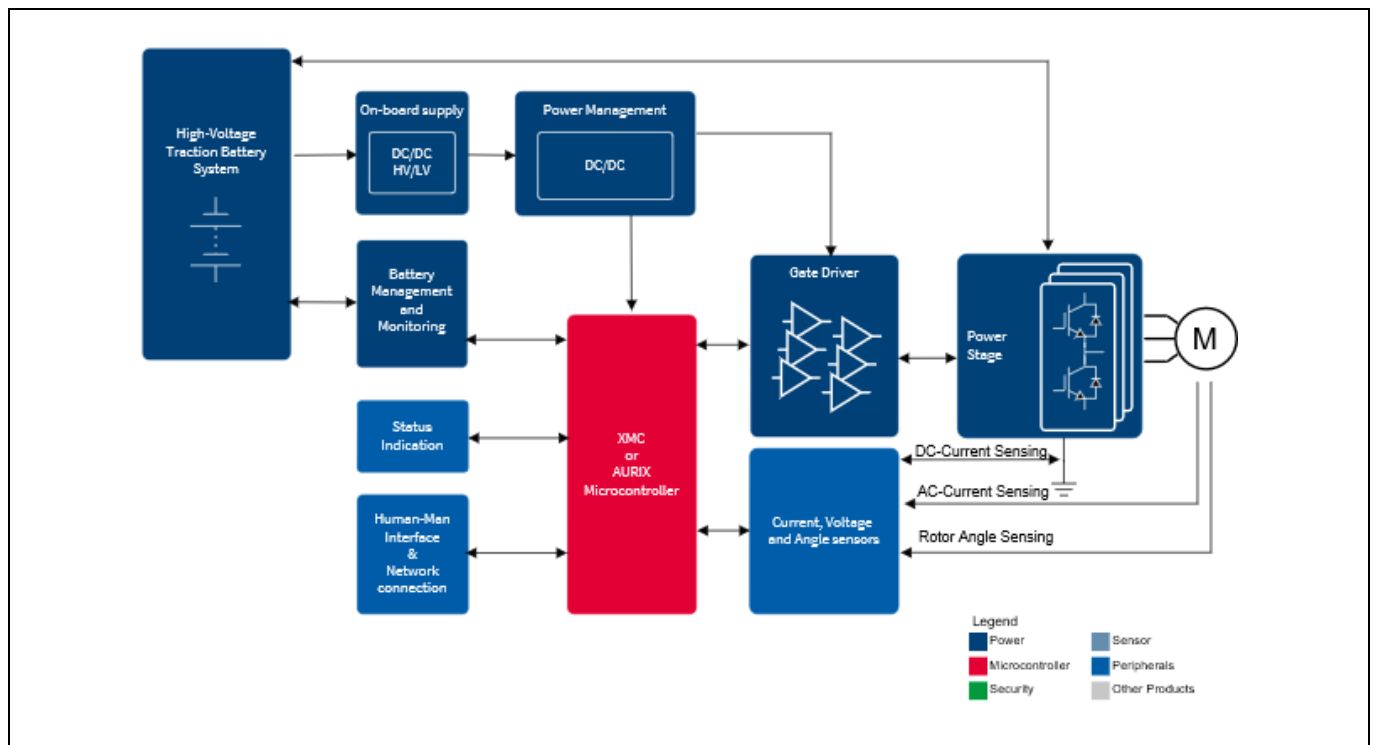 High-Voltage
Traction Battery
System
On-board supply
DC/DC
HV/LV
Power Management
DC/DC
Battery
Management
and
Monitoring
Gate Driver
Power
Stage
M
Status
Indication
XMC
or
AURIX
Microcontroller
Human-Man
Interface
&
Network
connection
Current, Voltage
and Angle sensors
DC-Current Sensing
AC-Current Sensing
Rotor Angle Sensing
Legend
Power
Sensor
Microcontroller
Peripherals
Security
Other Products